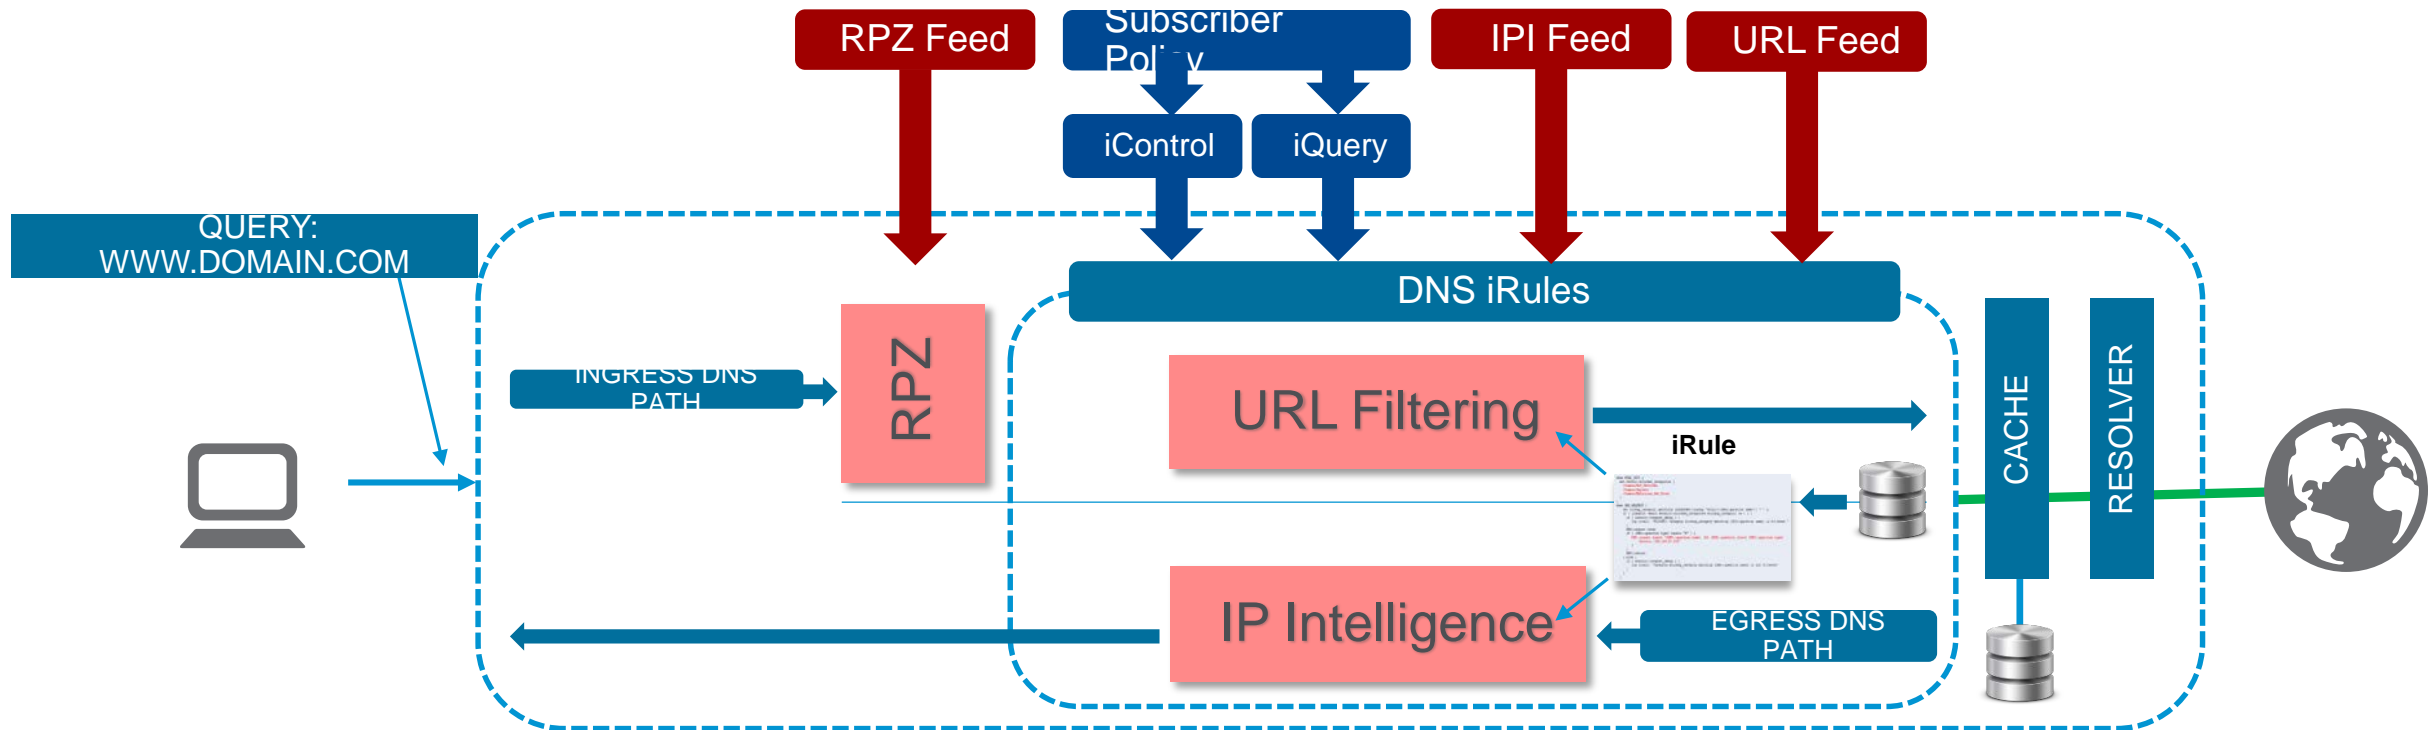 RPZ Feed
Subscriber
Policy
IPI Feed
URL Feed
iControl
iQuery
QUERY:
WWW.DOMAIN.COM
DNS iRules
INGRESS DNS
PATH
RPZ
URL Filtering
iRule
CACHE
RESOLVER
IP Intelligence
EGRESS DNS
PATH